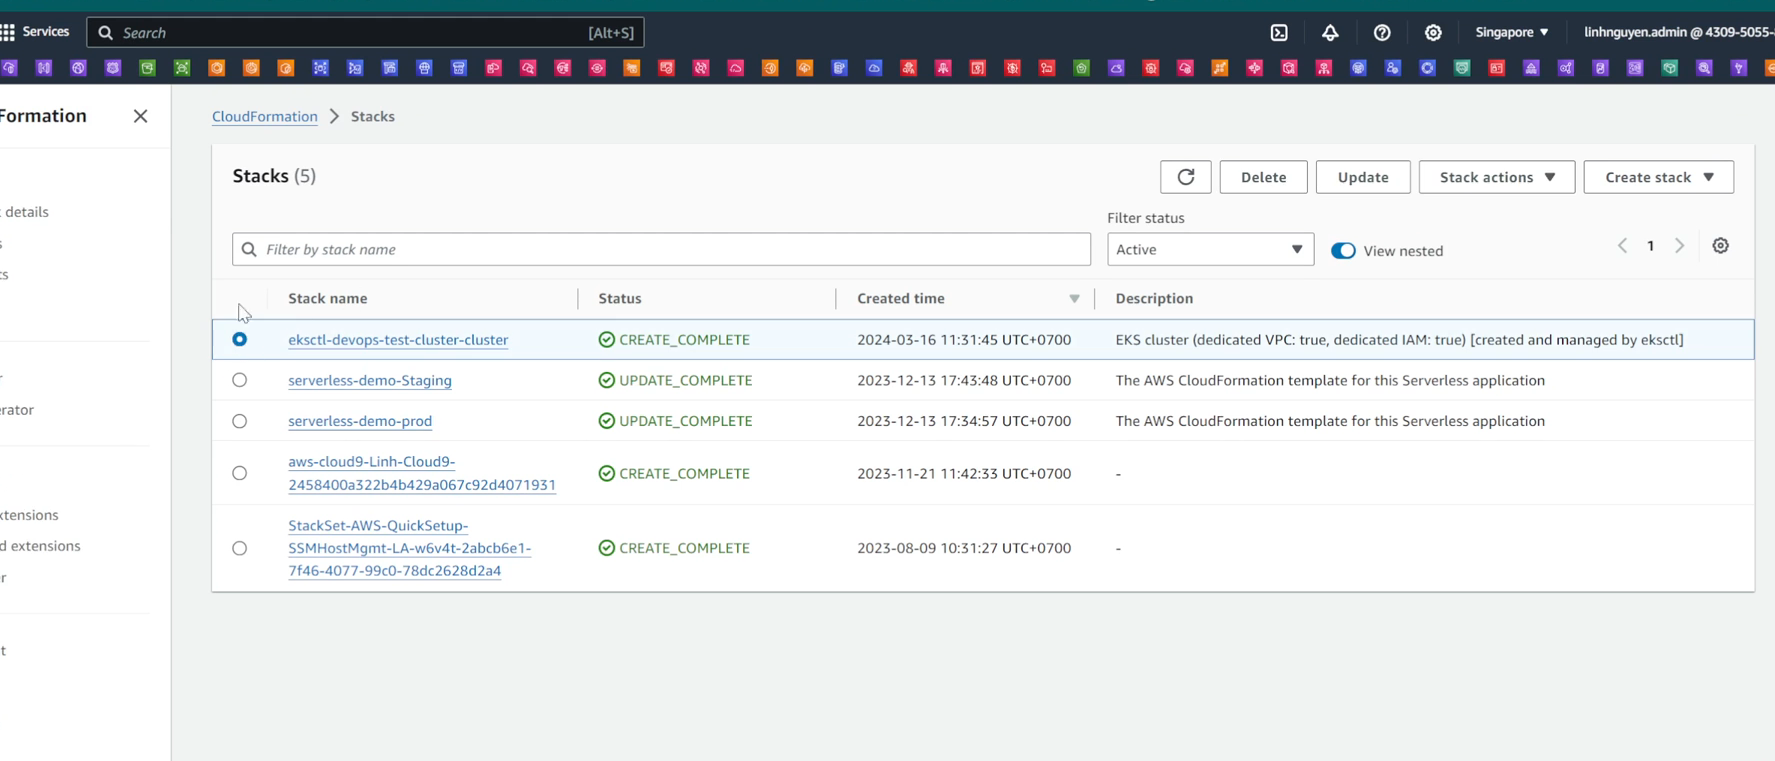 Services
Search
[Alt+S]
Singapore
linhnguyen.admin @ 4309-5055-
Formation
CloudFormation
Stacks
Stacks (5)
Delete
Update
Stack actions
Create stack
Filter status
Filter by stack name
Active
View nested
1
details
Stack name
Status
Created time
Description
eksctl-devops-test-cluster-cluster
CREATE_COMPLETE
2024-03-16 11:31:45 UTC+0700
EKS cluster (dedicated VPC: true, dedicated IAM: true) [created and managed by eksctl]
serverless-demo-Staging
UPDATE_COMPLETE
2023-12-13 17:43:48 UTC+0700
The AWS CloudFormation template for this Serverless application
erator
serverless-demo-prod
UPDATE_COMPLETE
2023-12-13 17:34:57 UTC+0700
The AWS CloudFormation template for this Serverless application
aws-cloud9-Linh-Cloud9-
2458400a322b4b429a067c92d4071931
CREATE_COMPLETE
2023-11-21 11:42:33 UTC+0700
-
xtensions
d extensions
StackSet-AWS-QuickSetup-
SSMHostMgmt-LA-w6v4t-2abcb6e1-
7f46-4077-99c0-78dc2628d2a4
CREATE_COMPLETE
2023-08-09 10:31:27 UTC+0700
-